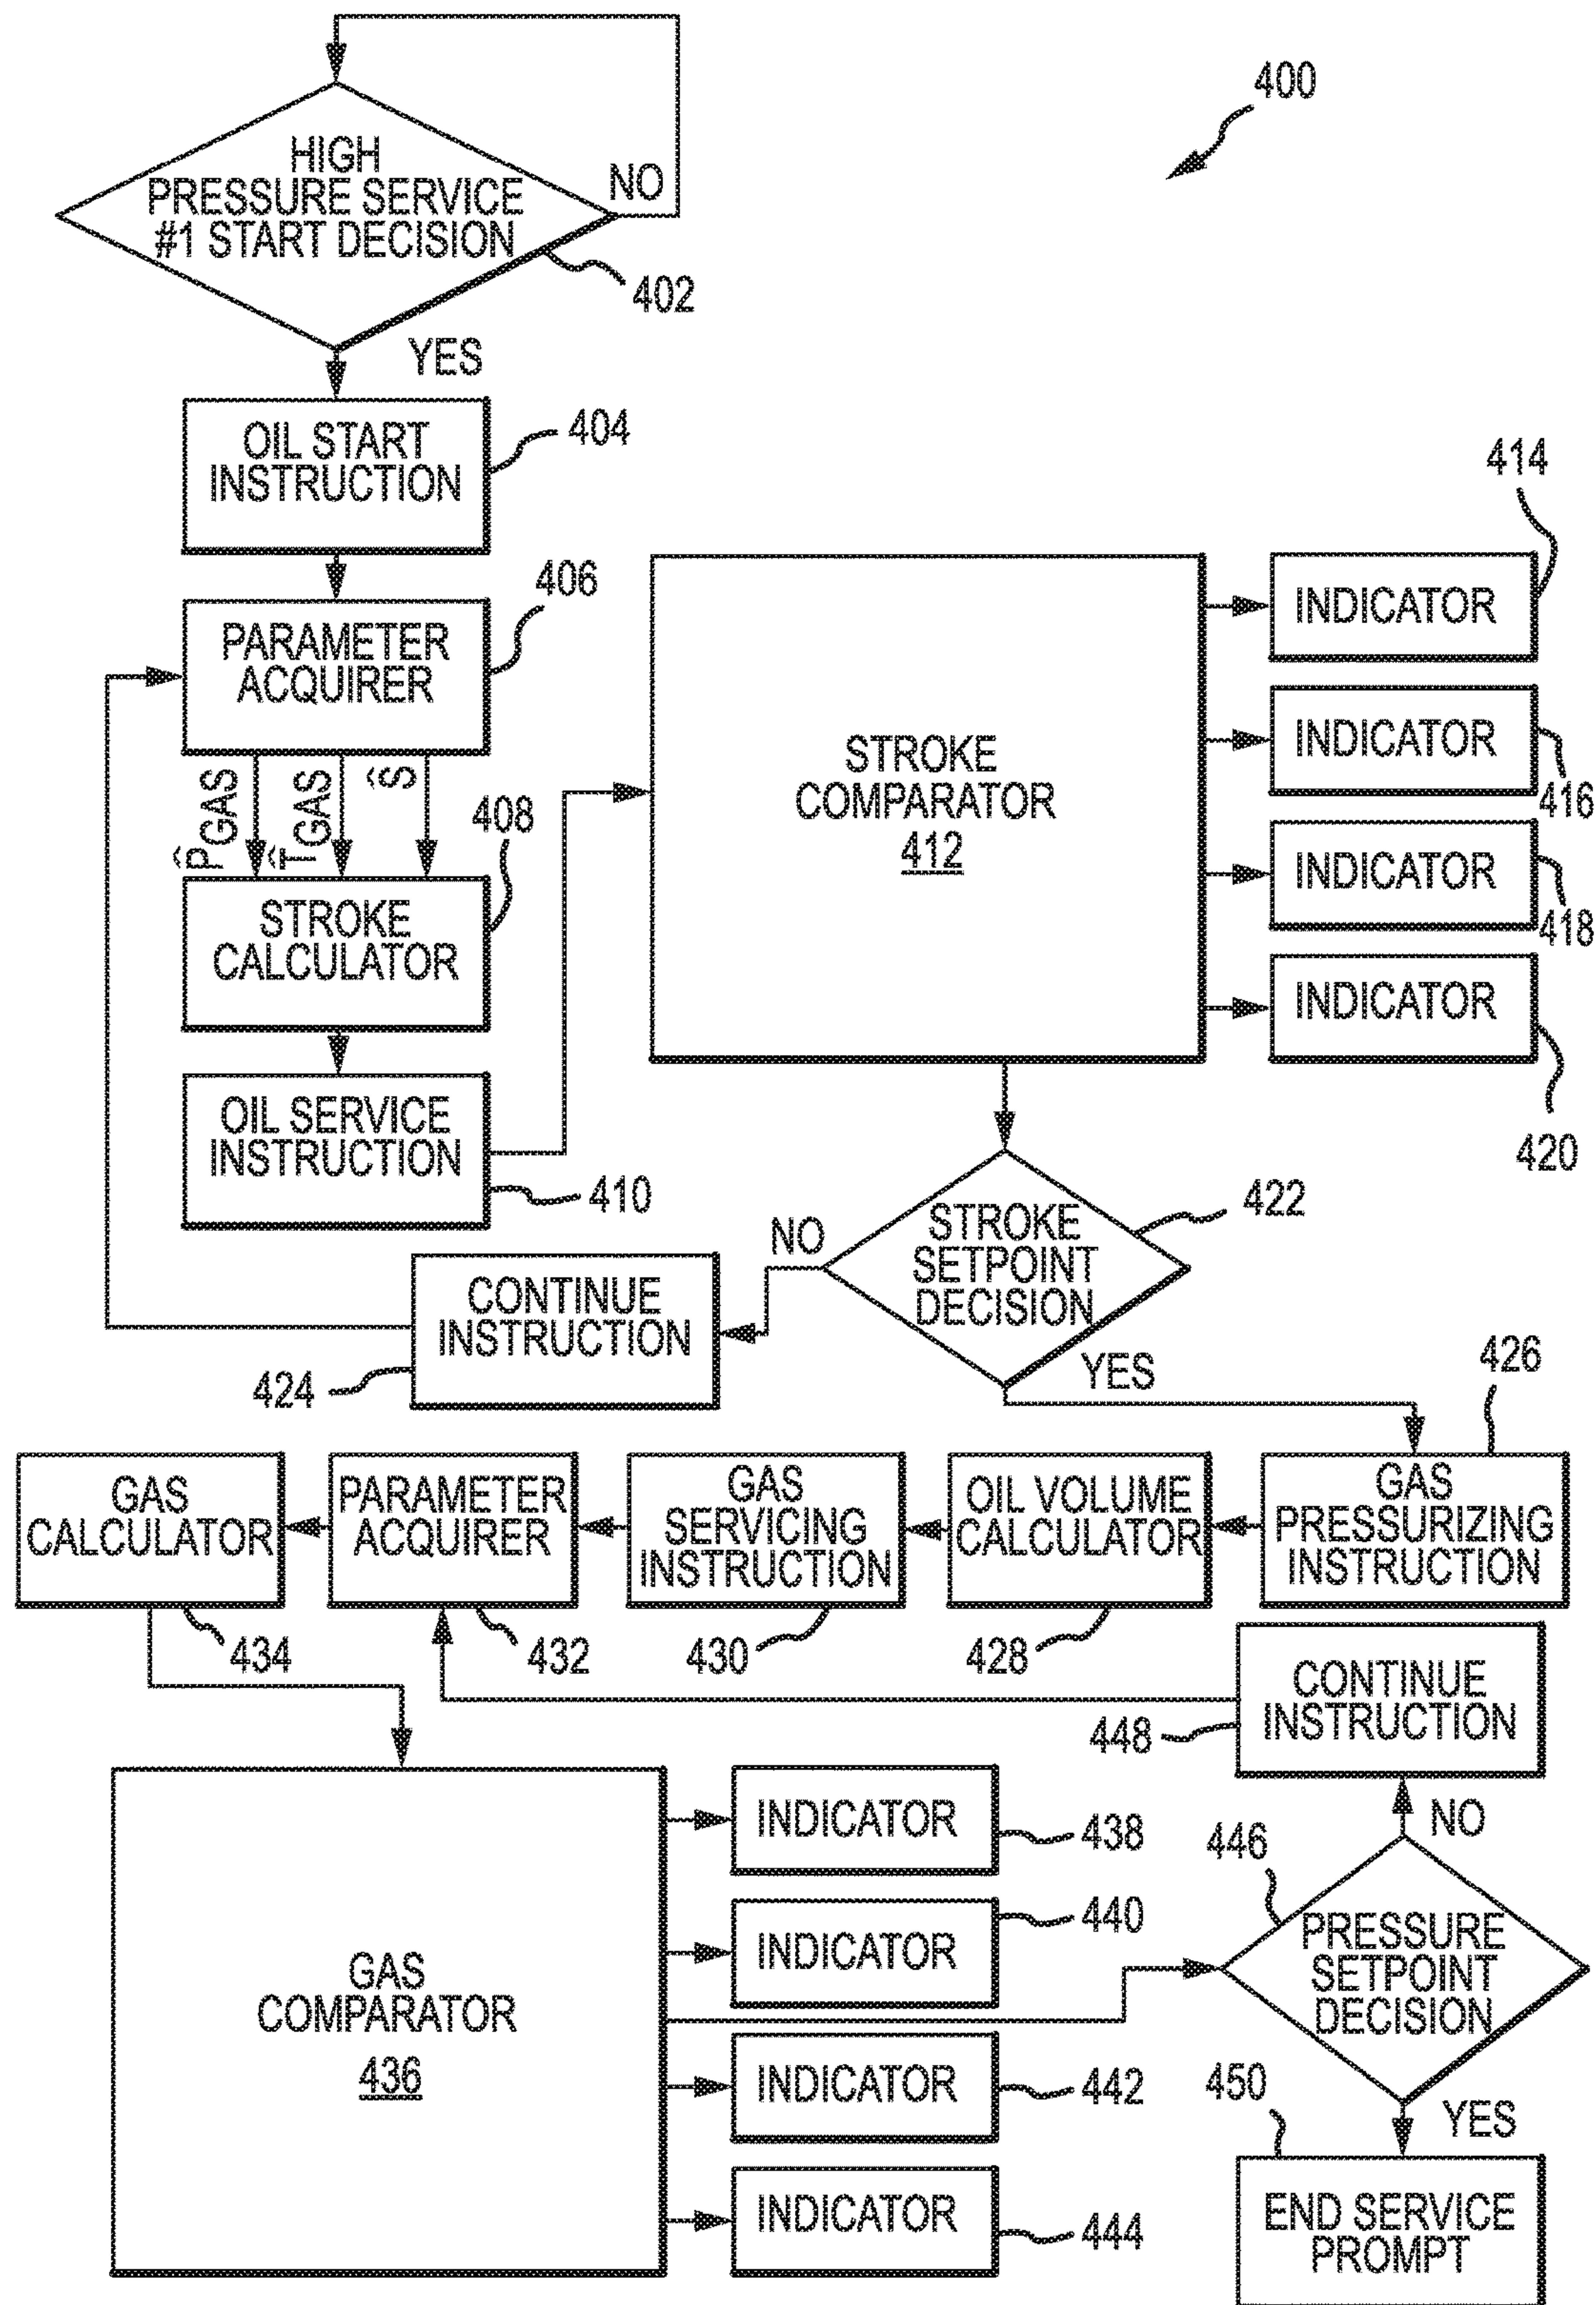 400
HIGH
PRESSURE SERVICE
#1 START DECISION
NO
402
YES
OIL START
INSTRUCTION
404
PARAMETER
ACQUIRER
406
P̂GAS
T̂GAS
Ŝ
STROKE
CALCULATOR
408
OIL SERVICE
INSTRUCTION
410
STROKE
COMPARATOR
412
INDICATOR
414
INDICATOR
416
INDICATOR
418
INDICATOR
420
STROKE
SETPOINT
DECISION
422
NO
CONTINUE
INSTRUCTION
424
YES
GAS
PRESSURIZING
INSTRUCTION
426
OIL VOLUME
CALCULATOR
428
GAS
SERVICING
INSTRUCTION
430
PARAMETER
ACQUIRER
432
GAS
CALCULATOR
434
GAS
COMPARATOR
436
INDICATOR
438
INDICATOR
440
INDICATOR
442
INDICATOR
444
PRESSURE
SETPOINT
DECISION
446
NO
CONTINUE
INSTRUCTION
448
YES
END SERVICE
PROMPT
450